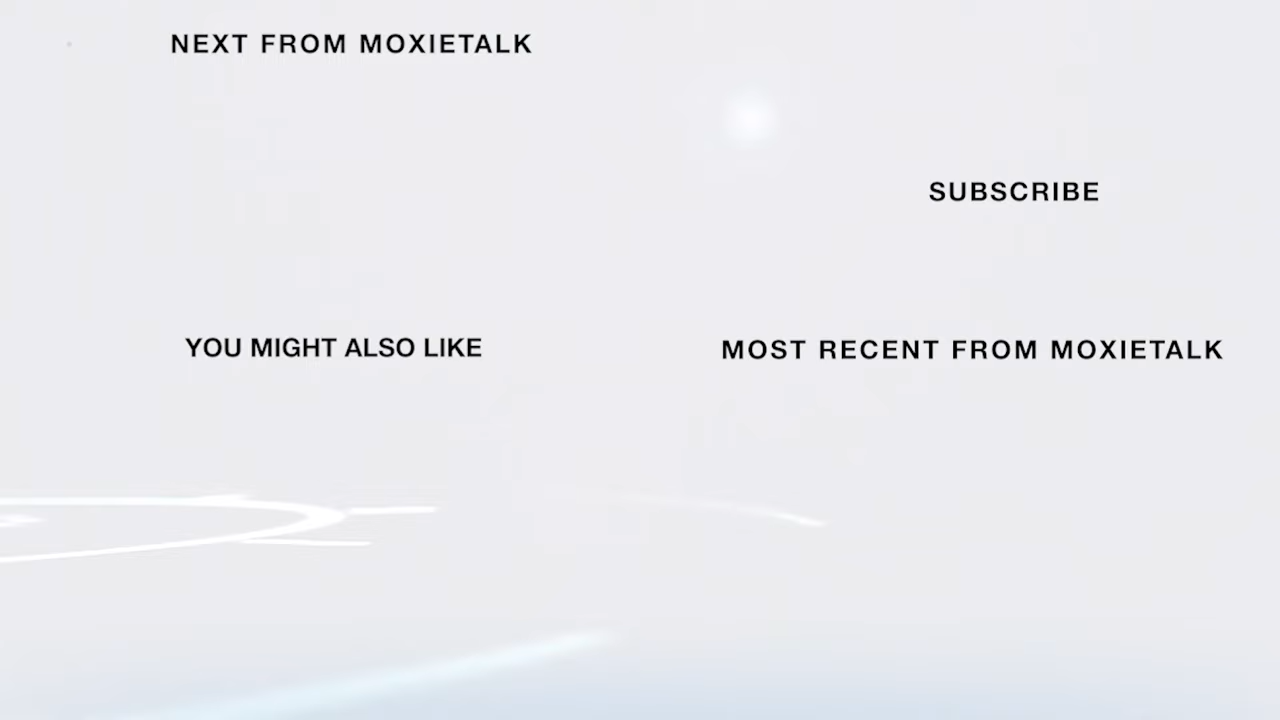 NEXT FROM MOXIETALK
SUBSCRIBE
YOU MIGHT ALSO LIKE
MOST RECENT FROM MOXIETALK